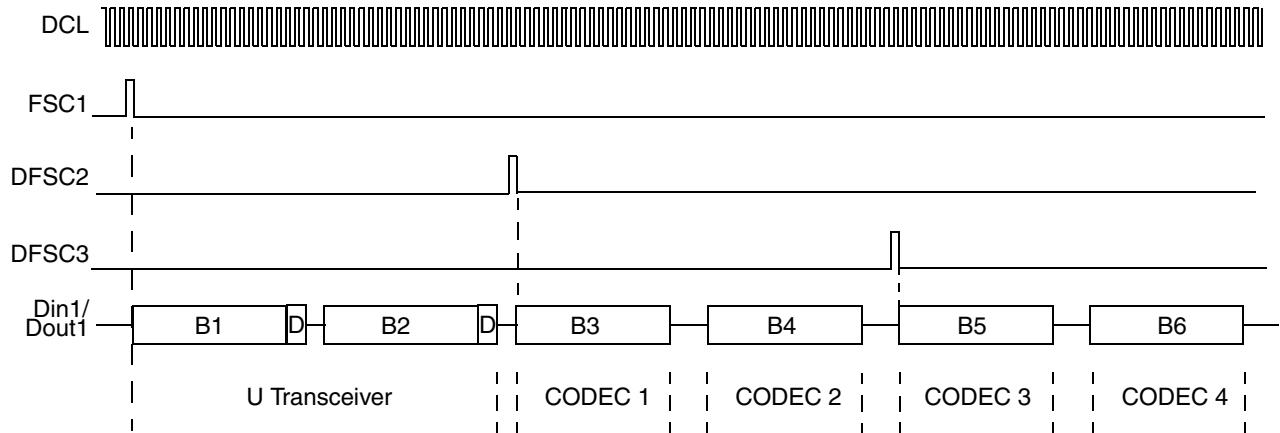 DCL
FSC1
DFSC2
DFSC3
Din1/
Dout1
B1 D B2 D B3 B4 B5 B6
U Transceiver CODEC 1 CODEC 2 CODEC 3 CODEC 4